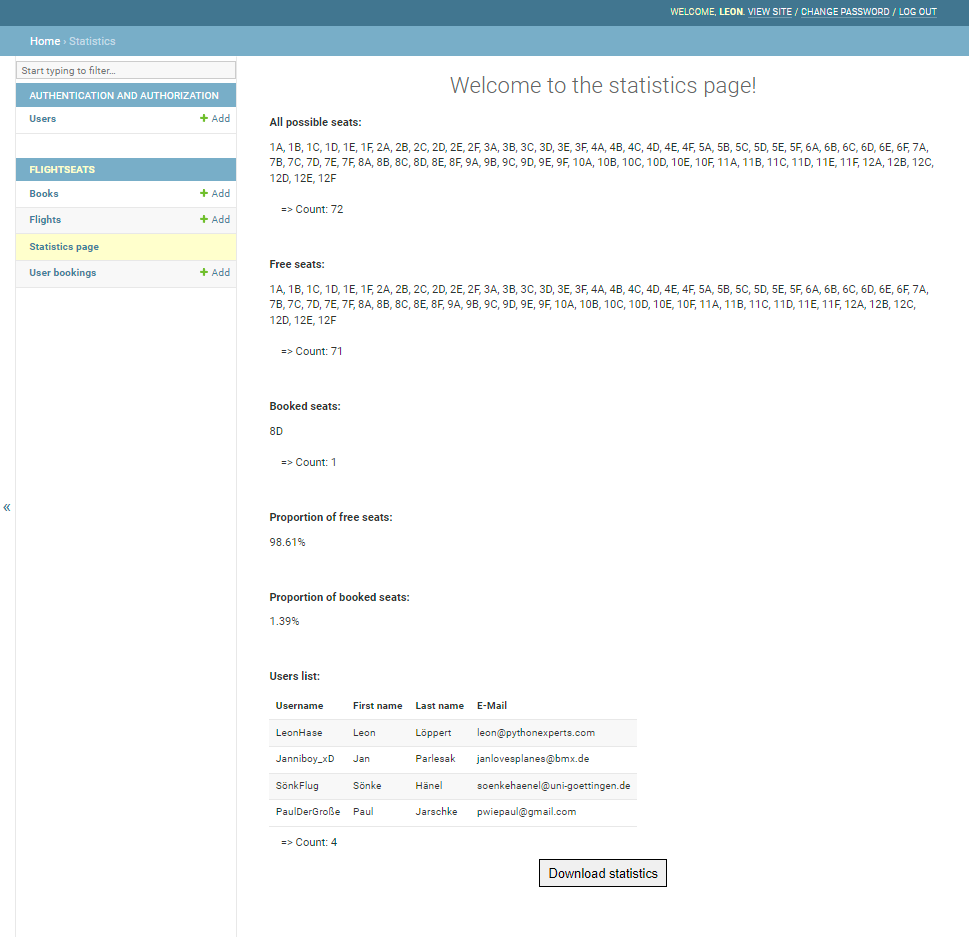 WELCOME, LEON. VIEW SITE / CHANGE PASSWORD / LOG OUT
Home › Statistics
Start typing to filter...
AUTHENTICATION AND AUTHORIZATION
Users + Add
FLIGHTSEATS
Books + Add
Flights + Add
Statistics page
User bookings + Add
«
Welcome to the statistics page!
All possible seats:
1A, 1B, 1C, 1D, 1E, 1F, 2A, 2B, 2C, 2D, 2E, 2F, 3A, 3B, 3C, 3D, 3E, 3F, 4A, 4B, 4C, 4D, 4E, 4F, 5A, 5B, 5C, 5D, 5E, 5F, 6A, 6B, 6C, 6D, 6E, 6F, 7A,
7B, 7C, 7D, 7E, 7F, 8A, 8B, 8C, 8D, 8E, 8F, 9A, 9B, 9C, 9D, 9E, 9F, 10A, 10B, 10C, 10D, 10E, 10F, 11A, 11B, 11C, 11D, 11E, 11F, 12A, 12B, 12C,
12D, 12E, 12F
=> Count: 72
Free seats:
1A, 1B, 1C, 1D, 1E, 1F, 2A, 2B, 2C, 2D, 2E, 2F, 3A, 3B, 3C, 3D, 3E, 3F, 4A, 4B, 4C, 4D, 4E, 4F, 5A, 5B, 5C, 5D, 5E, 5F, 6A, 6B, 6C, 6D, 6E, 6F, 7A,
7B, 7C, 7D, 7E, 7F, 8A, 8B, 8C, 8E, 8F, 9A, 9B, 9C, 9D, 9E, 9F, 10A, 10B, 10C, 10D, 10E, 10F, 11A, 11B, 11C, 11D, 11E, 11F, 12A, 12B, 12C,
12D, 12E, 12F
=> Count: 71
Booked seats:
8D
=> Count: 1
Proportion of free seats:
98.61%
Proportion of booked seats:
1.39%
Users list:
Username First name Last name E-Mail
LeonHase Leon Löppert leon@pythonexperts.com
Janniboy_xD Jan Parlesak janlovesplanes@bmx.de
SönkFlug Sönke Hänel soenkehaenel@uni-goettingen.de
PaulDerGroße Paul Jarschke pwiepaul@gmail.com
=> Count: 4
Download statistics